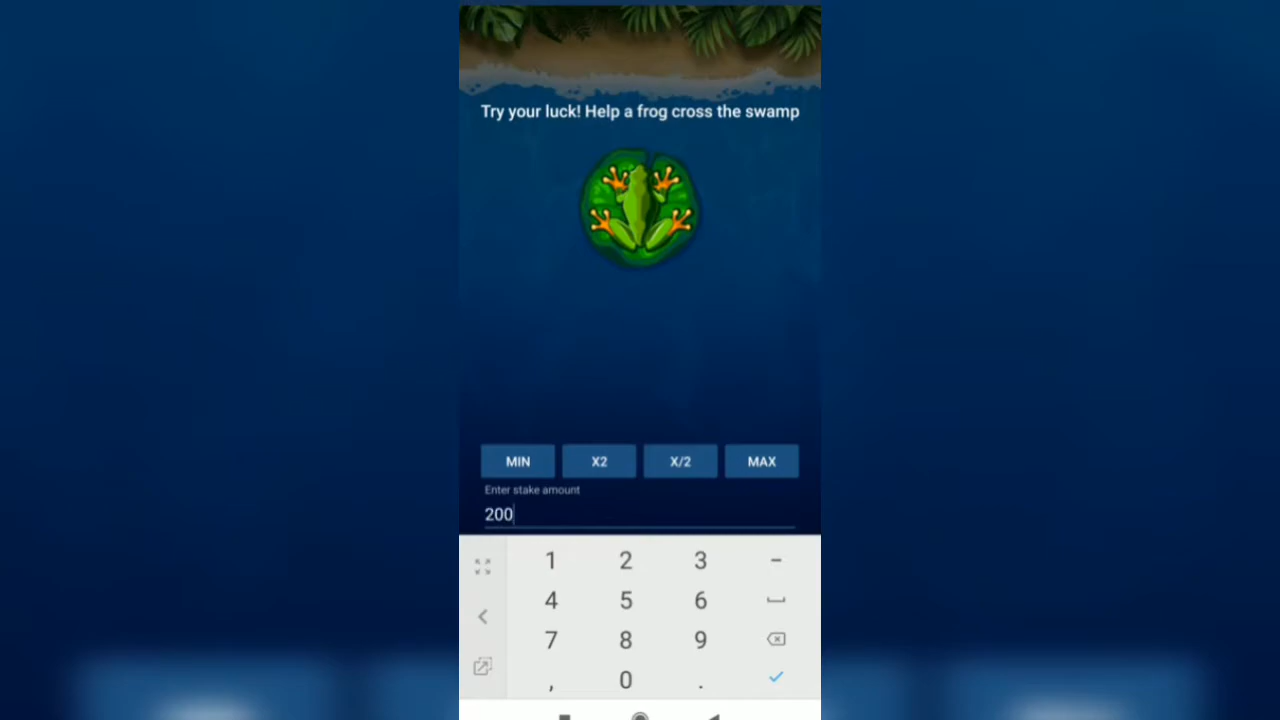 Try your luck! Help a frog cross the swamp
MIN X2 X/2 MAX
Enter stake amount
200
1 2 3 -
4 5 6
7 8 9
, 0 .